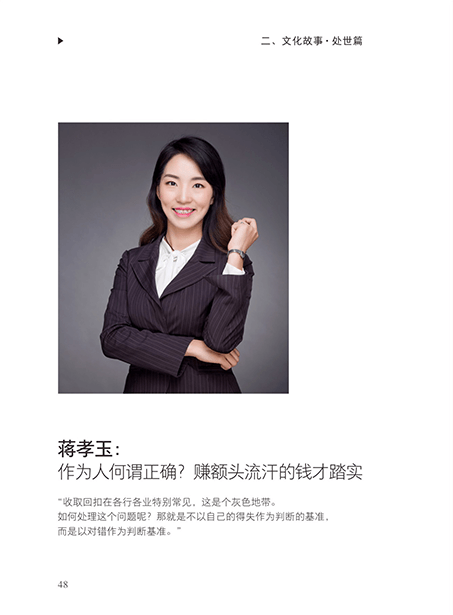 二、文化故事·处世篇
蒋孝玉：
作为人何谓正确？赚额头流汗的钱才踏实
“收取回扣在各行各业特别常见，这是个灰色地带。
如何处理这个问题呢？那就是不以自己的得失作为判断的基准，
而是以对错作为判断基准。”
48